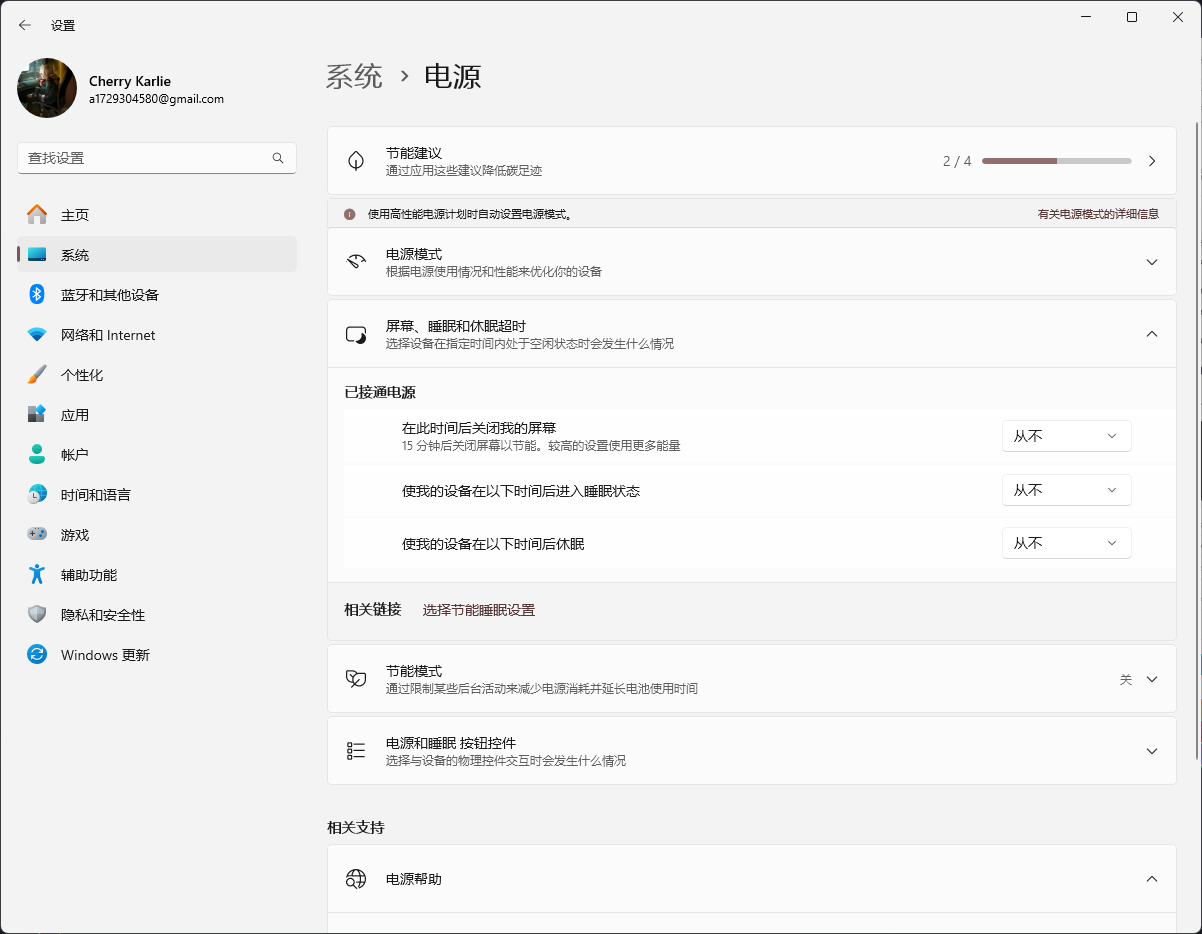 设置
Cherry Karlie
a1729304580@gmail.com
查找设置
主页
系统
蓝牙和其他设备
网络和 Internet
个性化
应用
帐户
时间和语言
游戏
辅助功能
隐私和安全性
Windows 更新
系统 › 电源
节能建议
通过应用这些建议降低碳足迹
2 / 4
使用高性能电源计划时自动设置电源模式。
有关电源模式的详细信息
电源模式
根据电源使用情况和性能来优化你的设备
屏幕、睡眠和休眠超时
选择设备在指定时间内处于空闲状态时会发生什么情况
已接通电源
在此时间后关闭我的屏幕
15 分钟后关闭屏幕以节能。较高的设置使用更多能量
从不
使我的设备在以下时间后进入睡眠状态
从不
使我的设备在以下时间后休眠
从不
相关链接 选择节能睡眠设置
节能模式
通过限制某些后台活动来减少电源消耗并延长电池使用时间
关
电源和睡眠 按钮控件
选择与设备的物理控件交互时会发生什么情况
相关支持
电源帮助